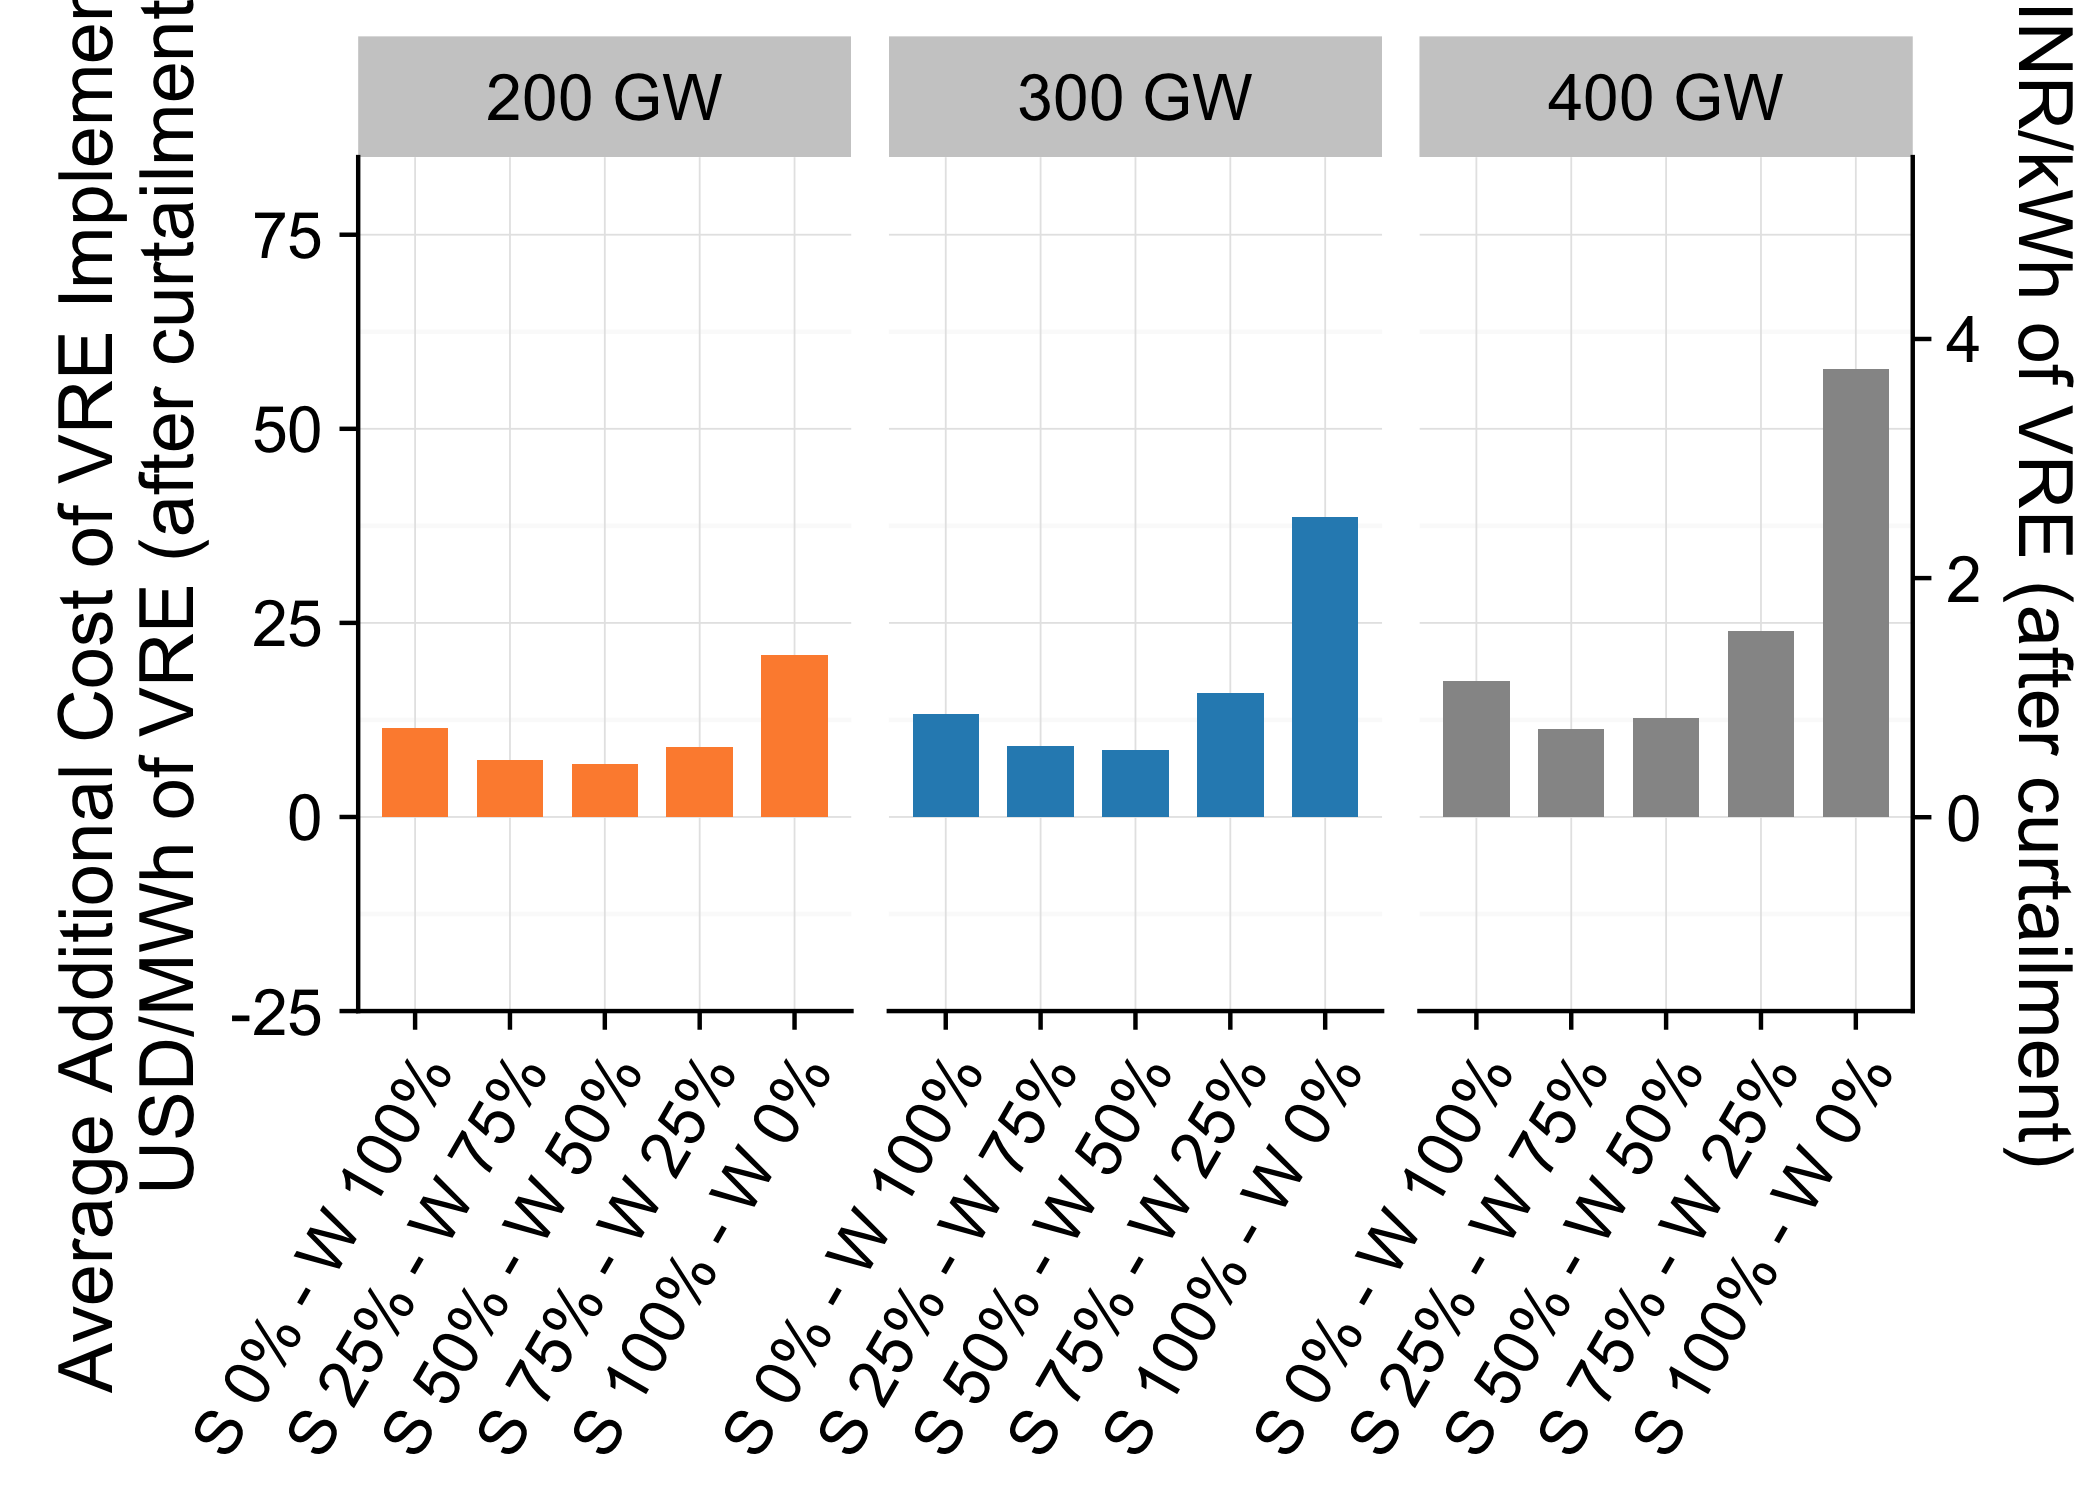 Average Additional Cost of VRE Implemen
USD/MWh of VRE (after curtailment
200 GW
300 GW
400 GW
75
50
25
0
-25
4
2
0
INR/kWh of VRE (after curtailment)
S 0% - W 100%
S 25% - W 75%
S 50% - W 50%
S 75% - W 25%
S 100% - W 0%
S 0% - W 100%
S 25% - W 75%
S 50% - W 50%
S 75% - W 25%
S 100% - W 0%
S 0% - W 100%
S 25% - W 75%
S 50% - W 50%
S 75% - W 25%
S 100% - W 0%